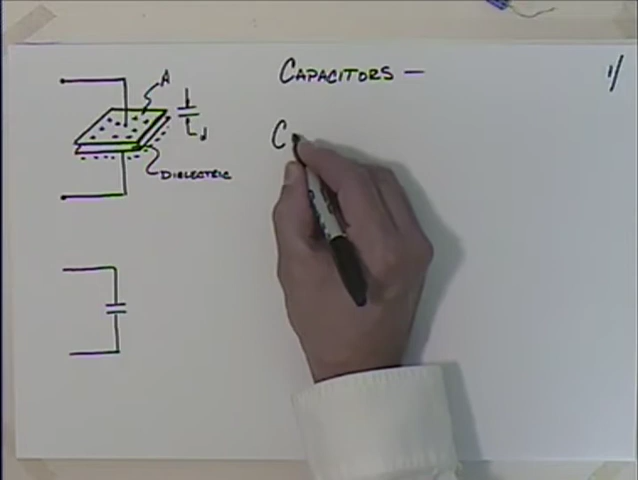 CAPACITORS —
1/
A
d
C
DIELECTRIC